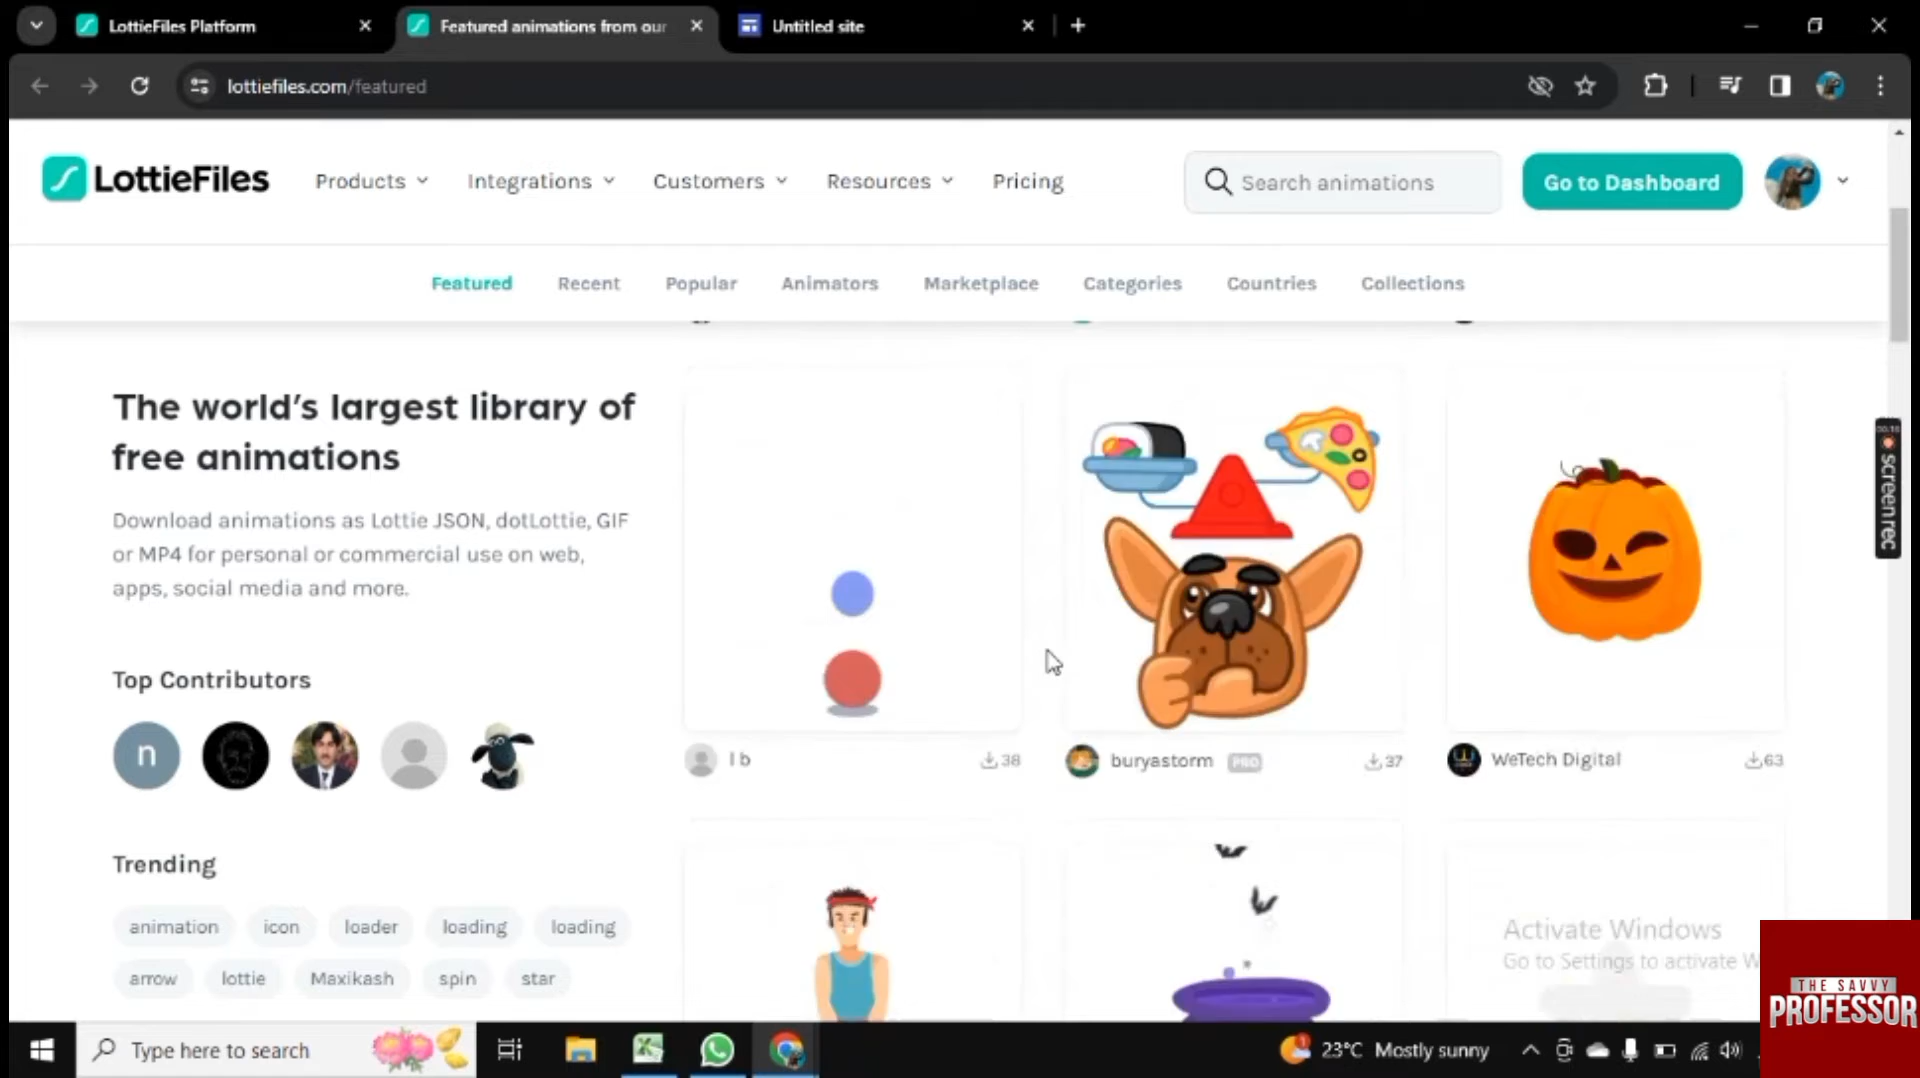 LottieFiles Platform
Featured animations from our
Untitled site
lottiefiles.com/featured
LottieFiles
Products
Integrations
Customers
Resources
Pricing
Search animations
Go to Dashboard
Featured
Recent
Popular
Animators
Marketplace
Categories
Countries
Collections
The world's largest library of
free animations
Download animations as Lottie JSON, dotLottie, GIF
or MP4 for personal or commercial use on web,
apps, social media and more.
Top Contributors
n
Trending
animation
icon
loader
loading
loading
arrow
lottie
Maxikash
spin
star
l b
38
buryastorm
PRO
37
WeTech Digital
63
screenrec
Activate Windows
Go to Settings to activate W
THE SAVVY
PROFESSOR
Type here to search
1
23°C Mostly sunny